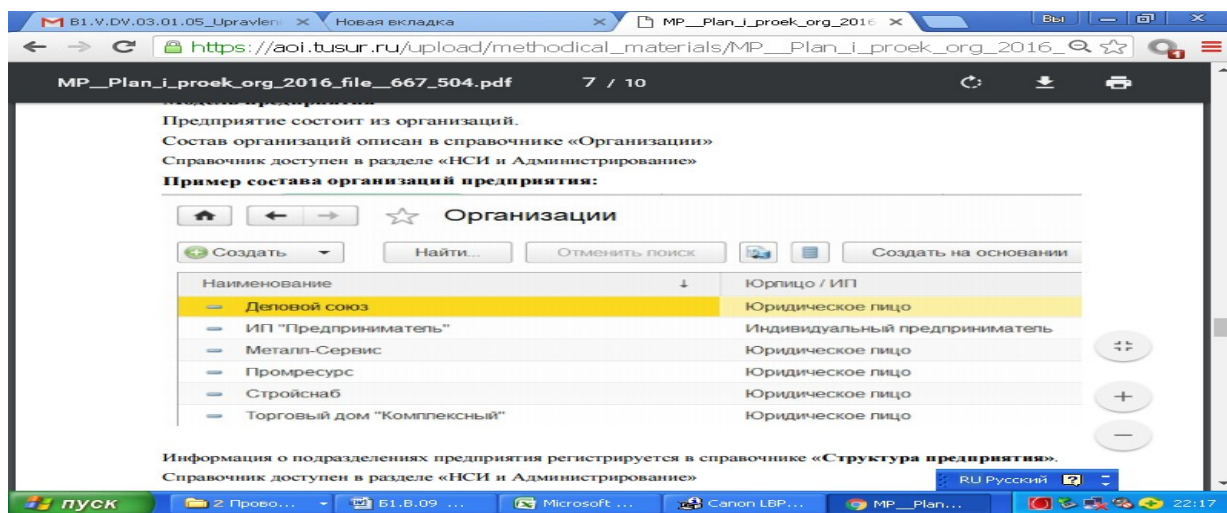 B1.V.DV.03.01.05_Upravlen
Новая вкладка
MP__Plan_i_proek_org_2016
Вы
https://aoi.tusur.ru/upload/methodical_materials/MP__Plan_i_proek_org_2016_
MP__Plan_i_proek_org_2016_file__667_504.pdf 7 / 10
Модель предприятия
Предприятие состоит из организаций.
Состав организаций описан в справочнике «Организации»
Справочник доступен в разделе «НСИ и Администрирование»
Пример состава организаций предприятия:
Организации
Создать Найти... Отменить поиск Создать на основании
Наименование ↓ Юрлицо / ИП
Деловой союз Юридическое лицо
ИП "Предприниматель" Индивидуальный предприниматель
Металл-Сервис Юридическое лицо
Промресурс Юридическое лицо
Стройснаб Юридическое лицо
Торговый дом "Комплексный" Юридическое лицо
Информация о подразделениях предприятия регистрируется в справочнике «Структура предприятия».
Справочник доступен в разделе «НСИ и Администрирование»
RU Русский
пуск 2 Прово... Б1.В.09 ... Microsoft ... Canon LBP... MP__Plan... 22:17